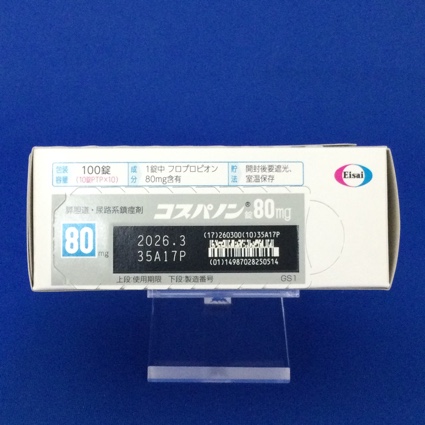 包装容量 100錠 (10錠PTP×10) 成分 1錠中 フロプロピオン 80mg含有 貯法 開封後要遮光、室温保存
Eisai
膵胆道・尿路系鎮痙剤 コスパノン®錠80mg
80mg
2026.3
35A17P
(17)260300(10)35A17P
(01)14987028250514
上段 使用期限 下段 製造番号 GS1